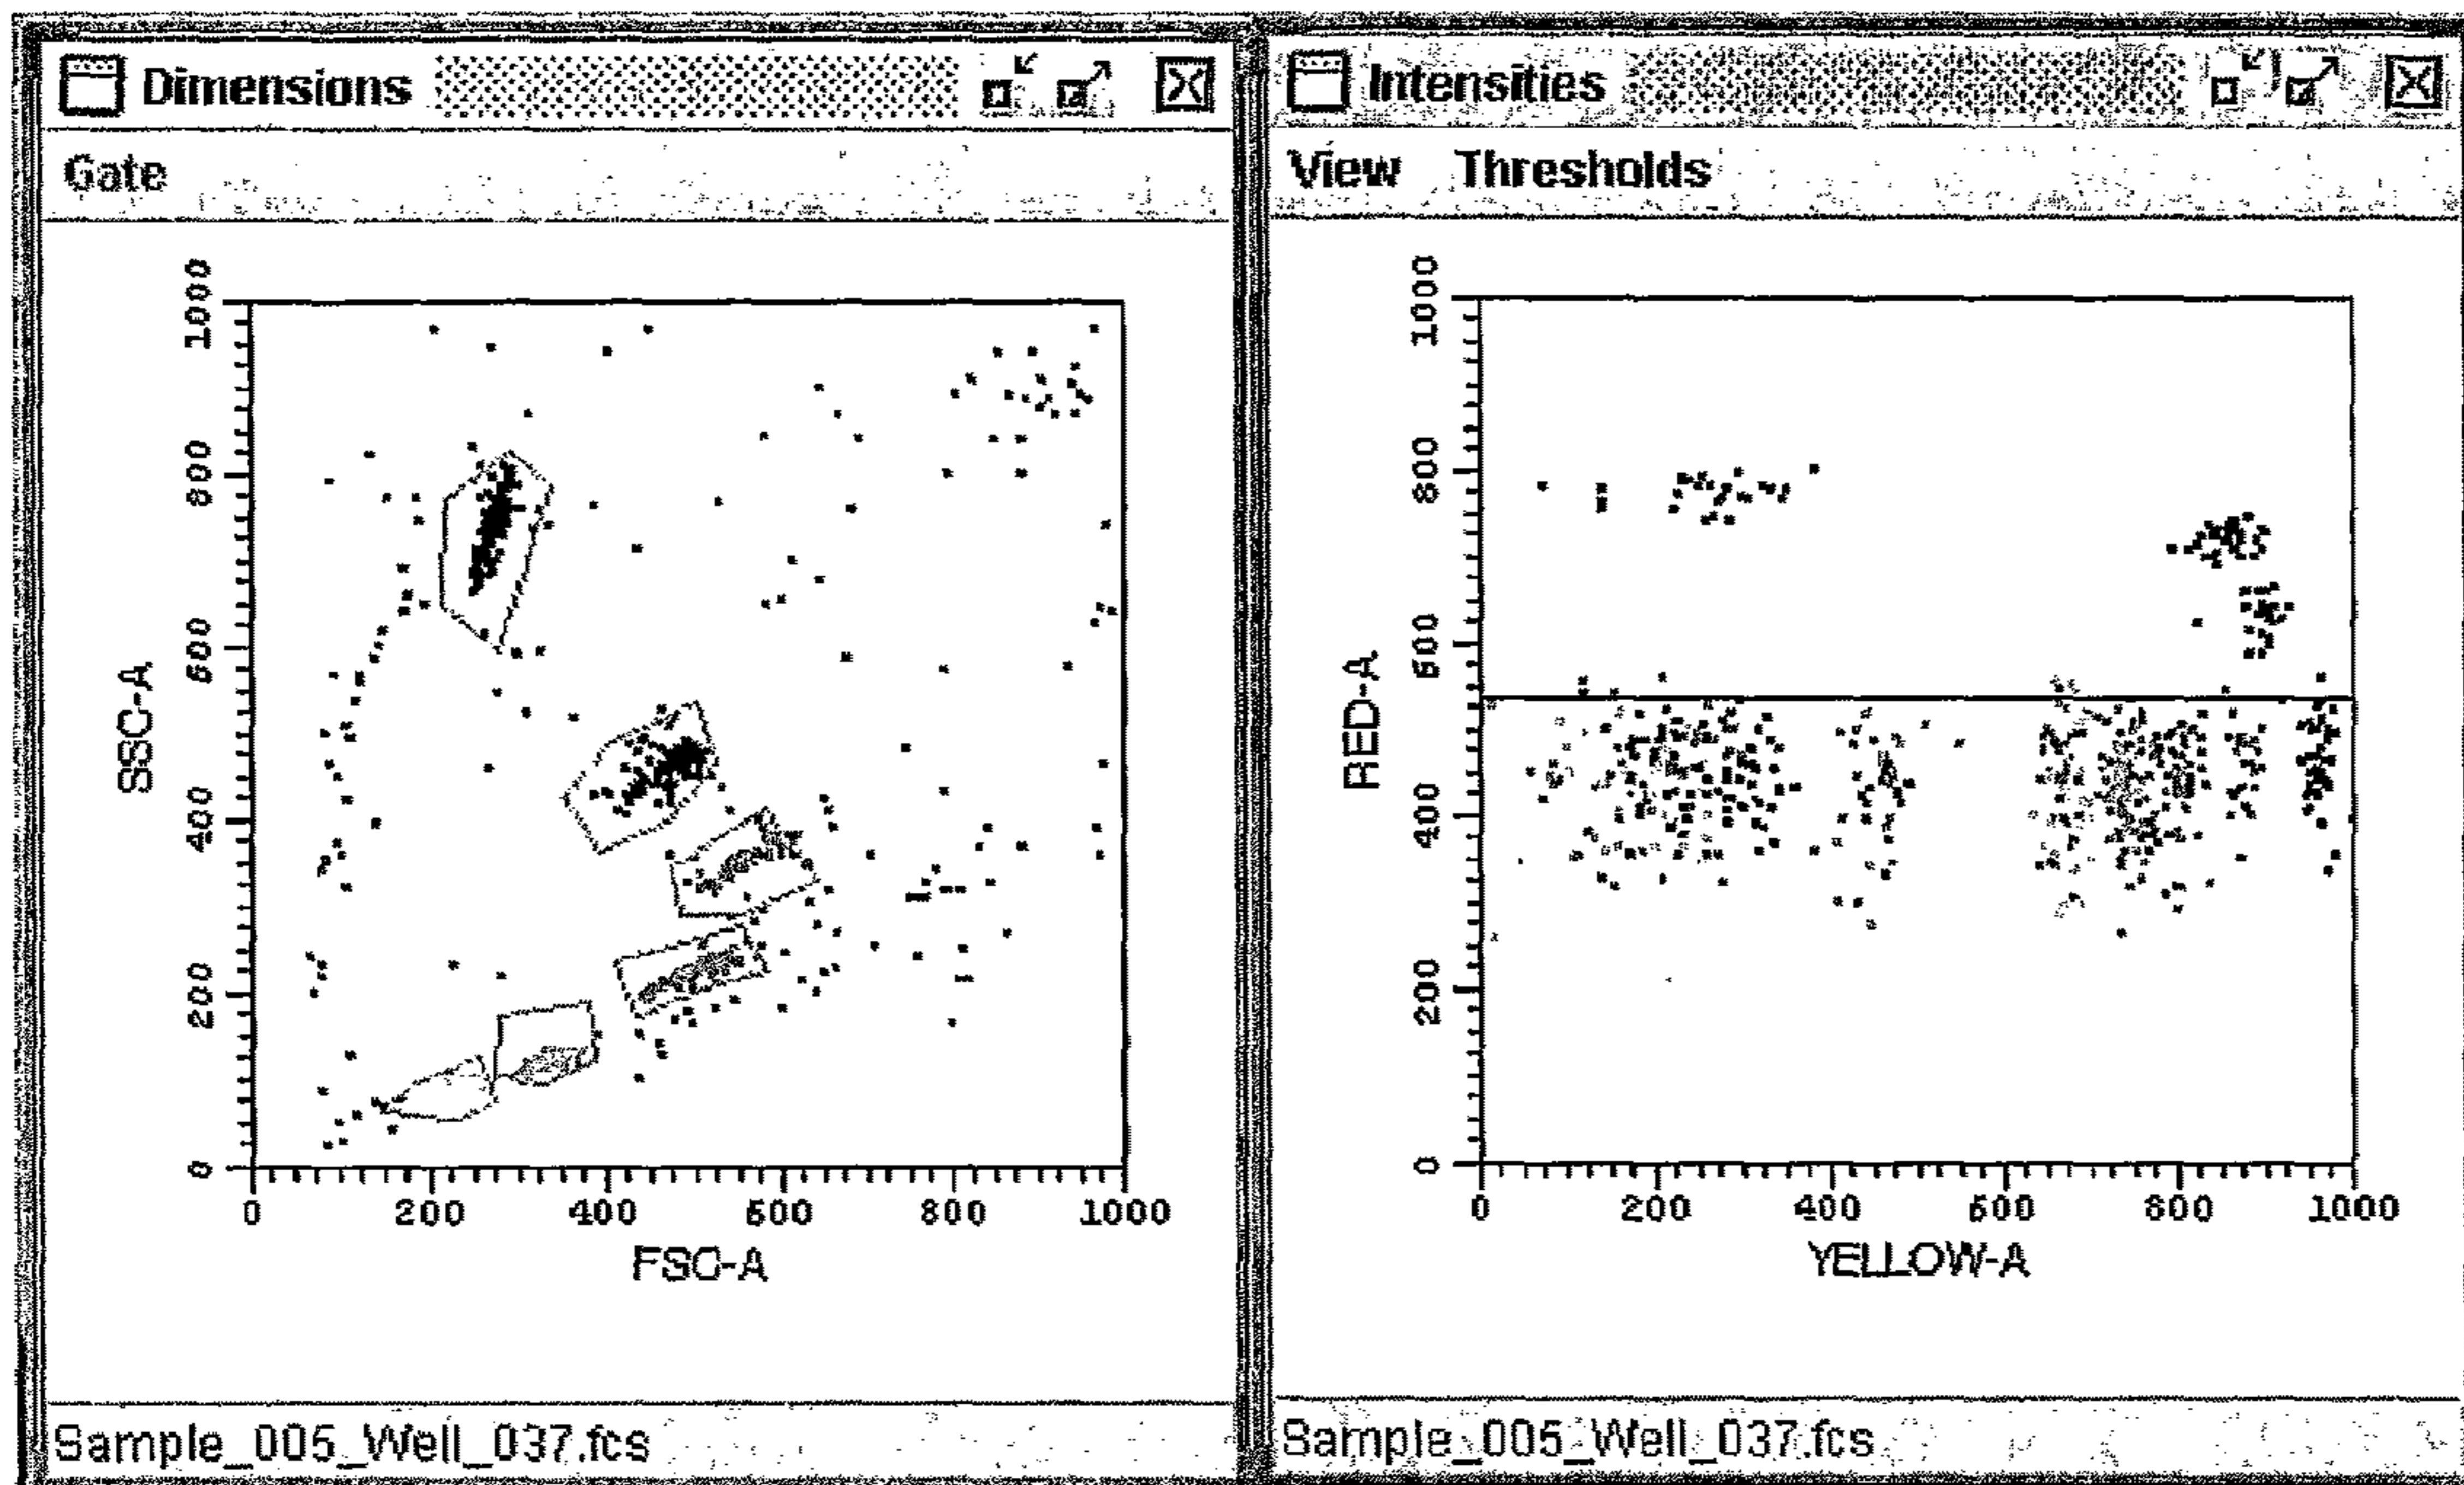 Dimensions
Gate
SSC-A
1000
800
600
400
200
0
0 200 400 600 800 1000
FSC-A
Sample_005_Well_037.fcs
Intensities
View Thresholds
RED-A
1000
800
600
400
200
0
0 200 400 600 800 1000
YELLOW-A
Sample_005_Well_037.fcs